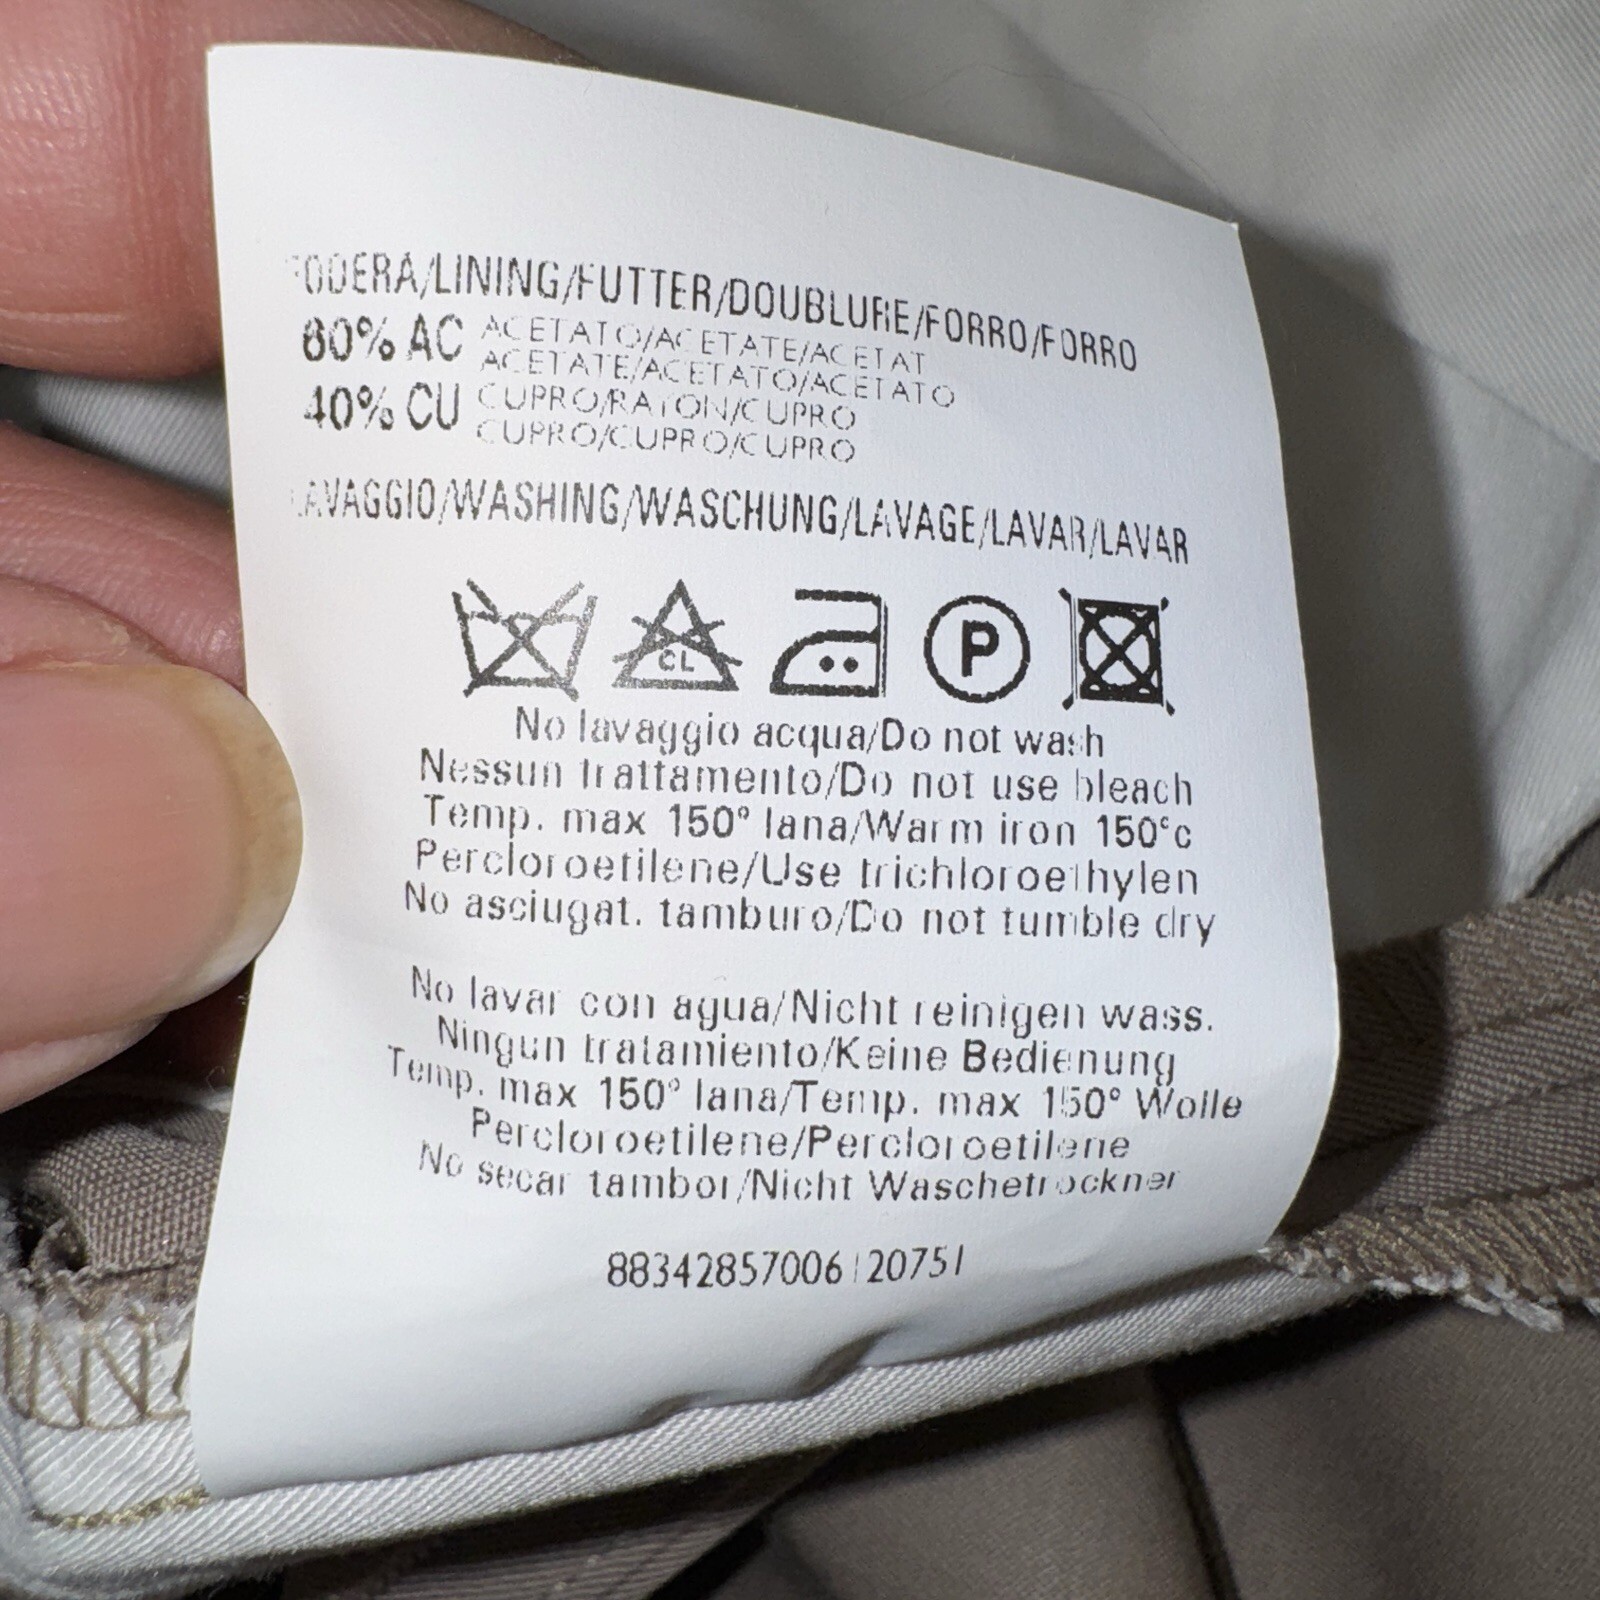 FODERA/LINING/FUTTER/DOUBLURE/FORRO/FORRO
60% AC ACETATO/ACETATE/ACETAT
ACETATE/ACETATO/ACETATO
40% CU CUPRO/RAYON/CUPRO
CUPRO/CUPRO/CUPRO
LAVAGGIO/WASHING/WASCHUNG/LAVAGE/LAVAR/LAVAR
CL P
No lavaggio acqua/Do not wash
Nessun trattamento/Do not use bleach
Temp. max 150° lana/Warm iron 150°c
Percloroetilene/Use trichloroethylen
No asciugat. tamburo/Do not tumble dry
No lavar con agua/Nicht reinigen wass.
Ningun tratamiento/Keine Bedienung
Temp. max 150° lana/Temp. max 150° Wolle
Percloroetilene/Percloroetilene
No secar tambor/Nicht Waschetrockner
88342857006|20751